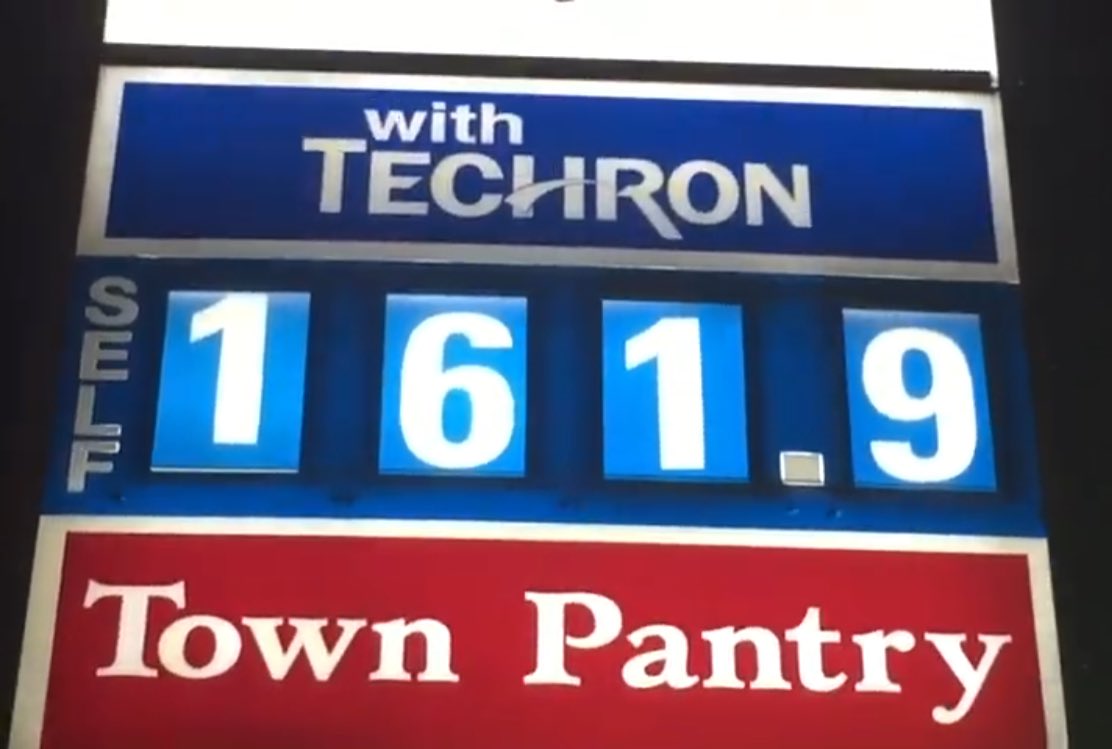 with
TECHRON
SELF
161.9
Town Pantry